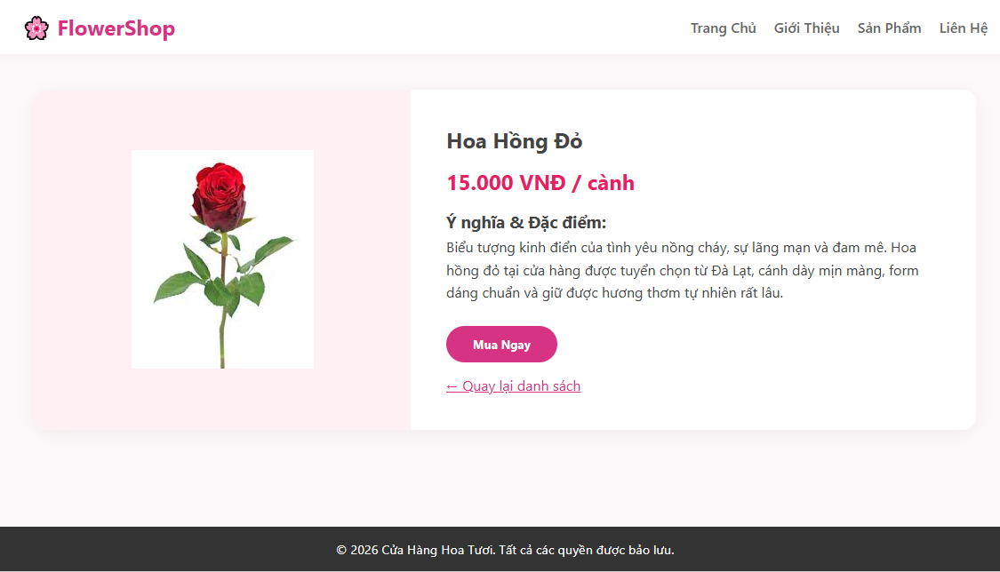 FlowerShop
Trang Chủ Giới Thiệu Sản Phẩm Liên Hệ
Hoa Hồng Đỏ
15.000 VNĐ / cành
Ý nghĩa & Đặc điểm:
Biểu tượng kinh điển của tình yêu nồng cháy, sự lãng mạn và đam mê. Hoa
hồng đỏ tại cửa hàng được tuyển chọn từ Đà Lạt, cánh dày mịn màng, form
dáng chuẩn và giữ được hương thơm tự nhiên rất lâu.
Mua Ngay
← Quay lại danh sách
© 2026 Cửa Hàng Hoa Tươi. Tất cả các quyền được bảo lưu.